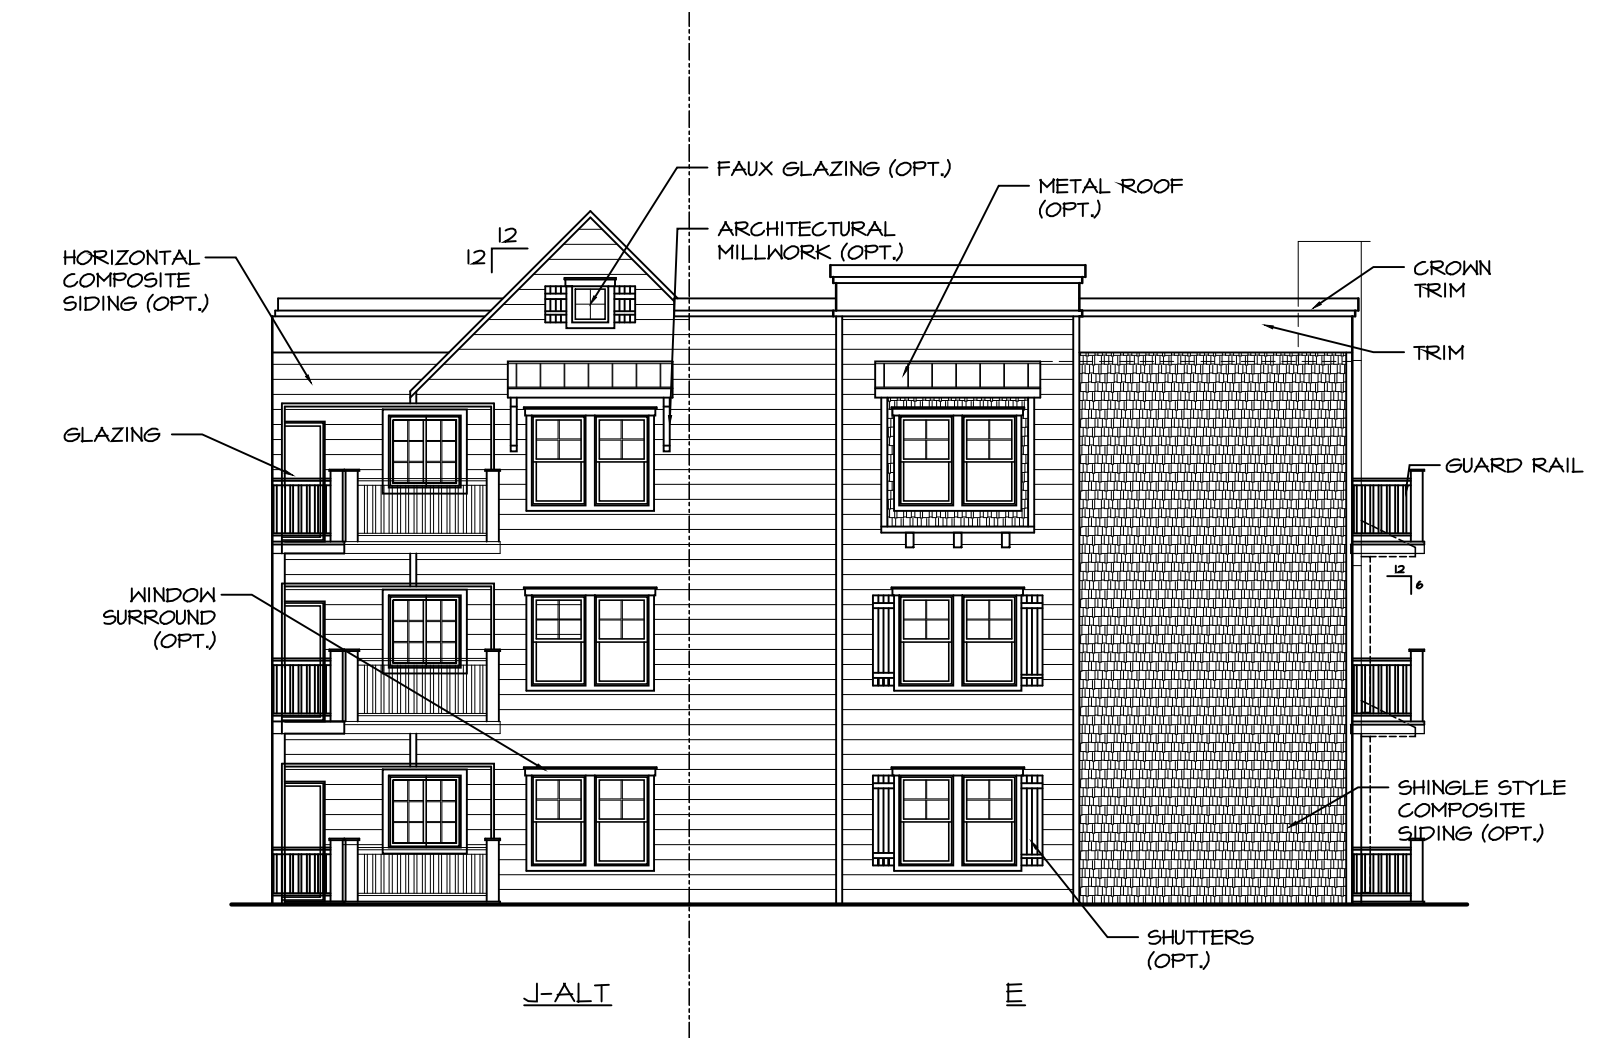 FAUX GLAZING (OPT.)
METAL ROOF
(OPT.)
ARCHITECTURAL
MILLWORK (OPT.)
12
12
HORIZONTAL
COMPOSITE
SIDING (OPT.)
CROWN
TRIM
TRIM
GLAZING
GUARD RAIL
12
6
WINDOW
SURROUND
(OPT.)
SHINGLE STYLE
COMPOSITE
SIDING (OPT.)
SHUTTERS
(OPT.)
J-ALT
E